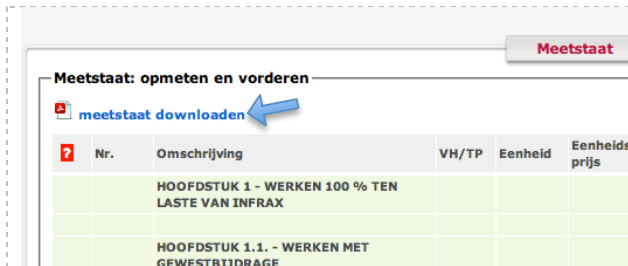 Meetstaat
Meetstaat: opmeten en vorderen
meetstaat downloaden
? Nr. Omschrijving VH/TP Eenheid Eenheids
prijs
HOOFDSTUK 1 - WERKEN 100 % TEN
LASTE VAN INFRAX
HOOFDSTUK 1.1. - WERKEN MET
GEWESTBIJDRAGE